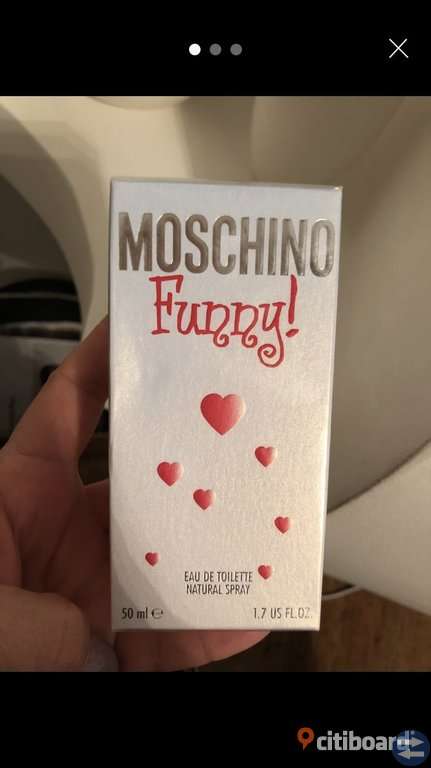 MOSCHINO
Funny!
EAU DE TOILETTE
NATURAL SPRAY
50 ml ℮
1.7 US FL.OZ.
citiboard